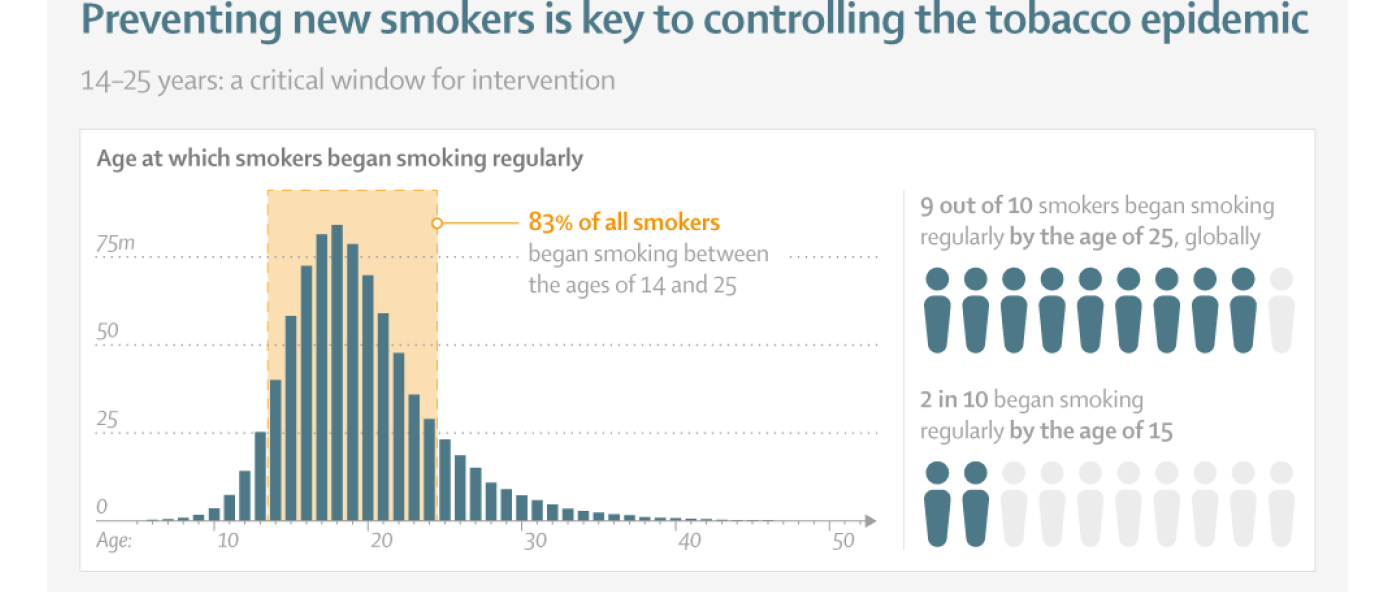 Preventing new smokers is key to controlling the tobacco epidemic
14–25 years: a critical window for intervention
Age at which smokers began smoking regularly
83% of all smokers
began smoking between
the ages of 14 and 25
75m
50
25
0
Age:
10
20
30
40
50
9 out of 10 smokers began smoking
regularly by the age of 25, globally
2 in 10 began smoking
regularly by the age of 15